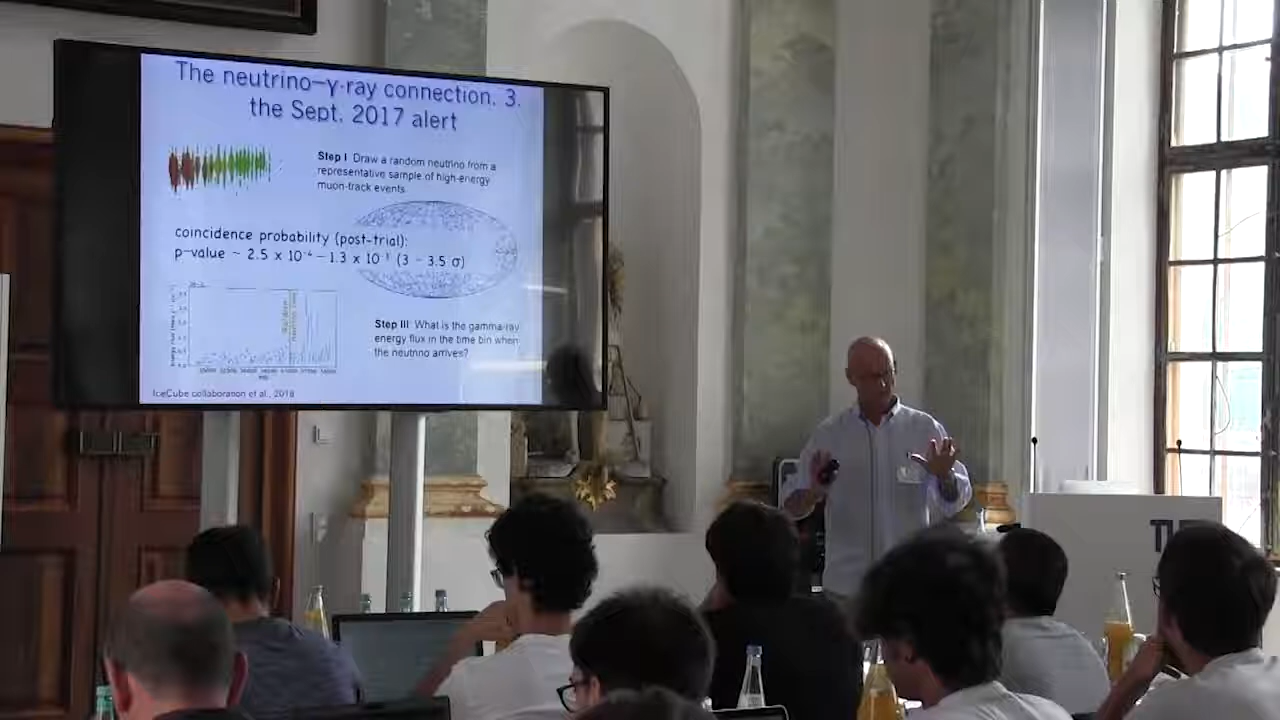 The neutrino–γ-ray connection. 3.
the Sept. 2017 alert
Step I Draw a random neutrino from a
representative sample of high-energy
muon-track events
coincidence probability (post-trial):
p-value ~ 2.5 x 10⁻⁴ – 1.3 x 10⁻³ (3 – 3.5 σ)
Step III What is the gamma-ray
energy flux in the time bin when
the neutrino arrives?
IceCube collaboration et al., 2018